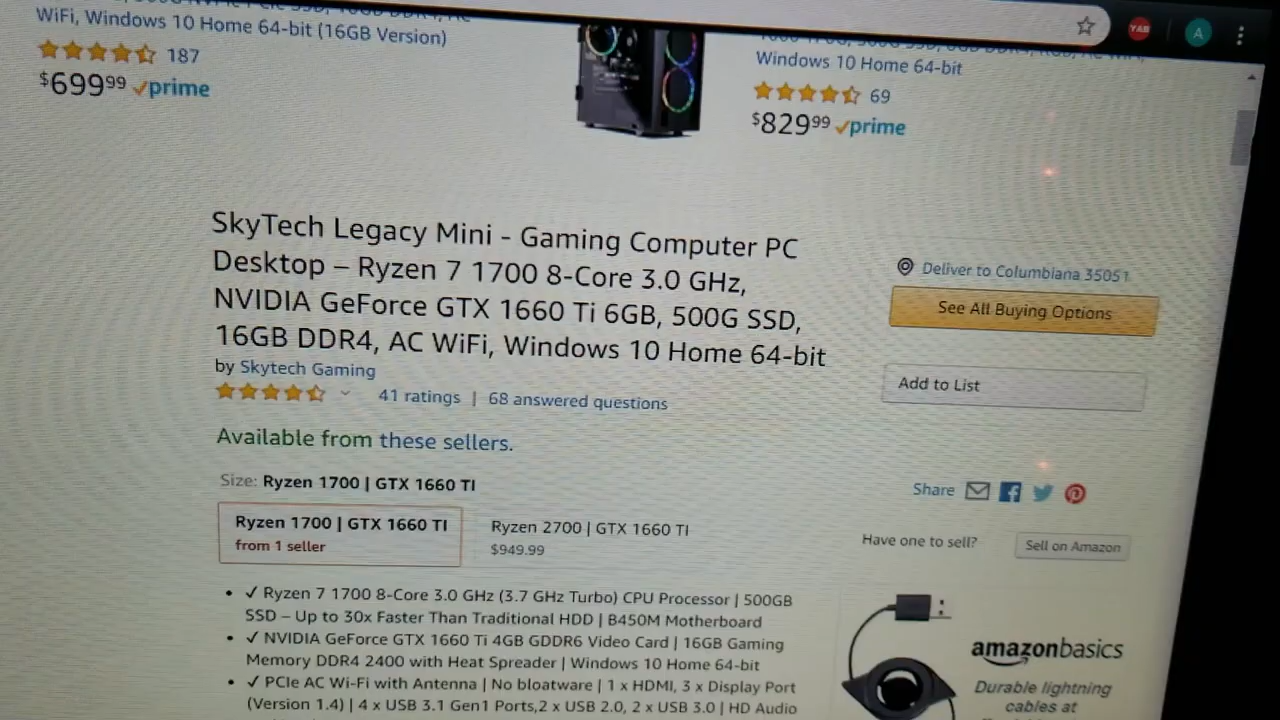 WiFi, Windows 10 Home 64-bit (16GB Version)
187
$699.99 prime
Windows 10 Home 64-bit
69
$829.99 prime
YAB
A
SkyTech Legacy Mini - Gaming Computer PC
Desktop – Ryzen 7 1700 8-Core 3.0 GHz,
NVIDIA GeForce GTX 1660 Ti 6GB, 500G SSD,
16GB DDR4, AC WiFi, Windows 10 Home 64-bit
by Skytech Gaming
41 ratings | 68 answered questions
Available from these sellers.
Size: Ryzen 1700 | GTX 1660 TI
Ryzen 1700 | GTX 1660 TI
from 1 seller
Ryzen 2700 | GTX 1660 TI
$949.99
• ✓ Ryzen 7 1700 8-Core 3.0 GHz (3.7 GHz Turbo) CPU Processor | 500GB
SSD – Up to 30x Faster Than Traditional HDD | B450M Motherboard
• ✓ NVIDIA GeForce GTX 1660 Ti 4GB GDDR6 Video Card | 16GB Gaming
Memory DDR4 2400 with Heat Spreader | Windows 10 Home 64-bit
• ✓ PCIe AC Wi-Fi with Antenna | No bloatware | 1 x HDMI, 3 x Display Port
(Version 1.4) | 4 x USB 3.1 Gen1 Ports,2 x USB 2.0, 2 x USB 3.0 | HD Audio
Deliver to Columbiana 35051
See All Buying Options
Add to List
Share
Have one to sell?
Sell on Amazon
amazonbasics
Durable lightning
cables at